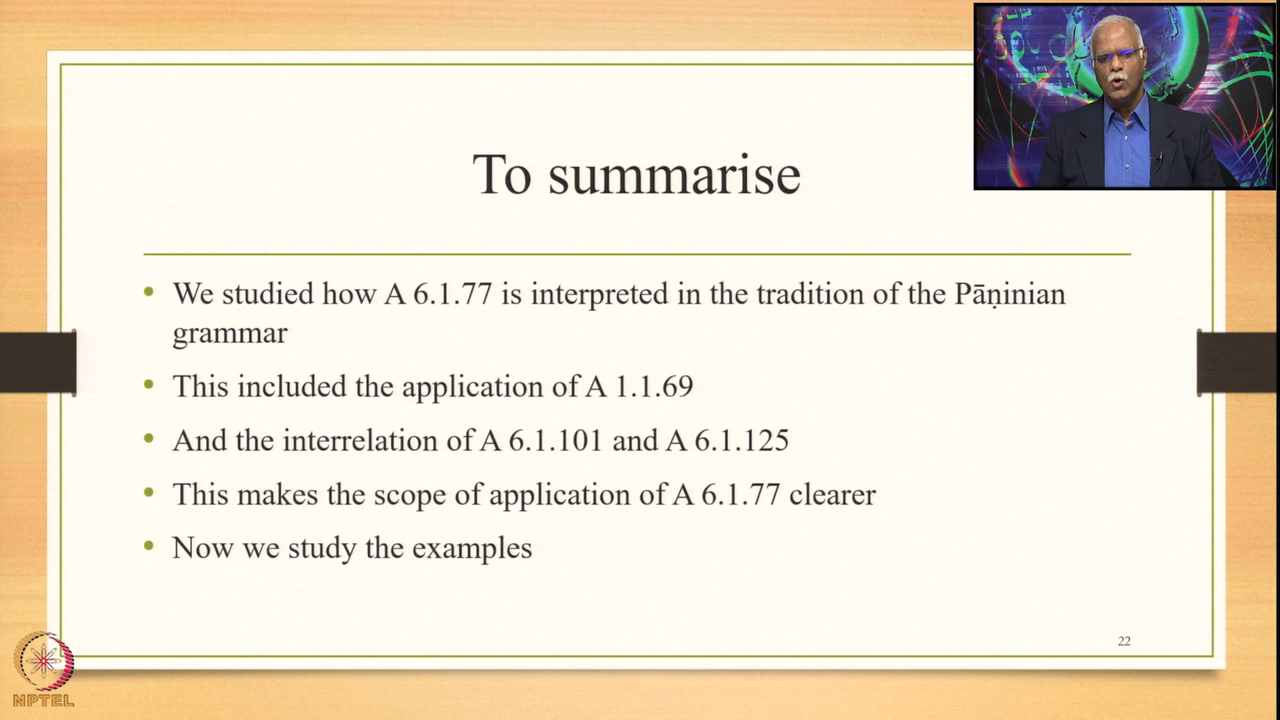 To summarise
• We studied how A 6.1.77 is interpreted in the tradition of the Pāṇinian
grammar
• This included the application of A 1.1.69
• And the interrelation of A 6.1.101 and A 6.1.125
• This makes the scope of application of A 6.1.77 clearer
• Now we study the examples
22
NPTEL